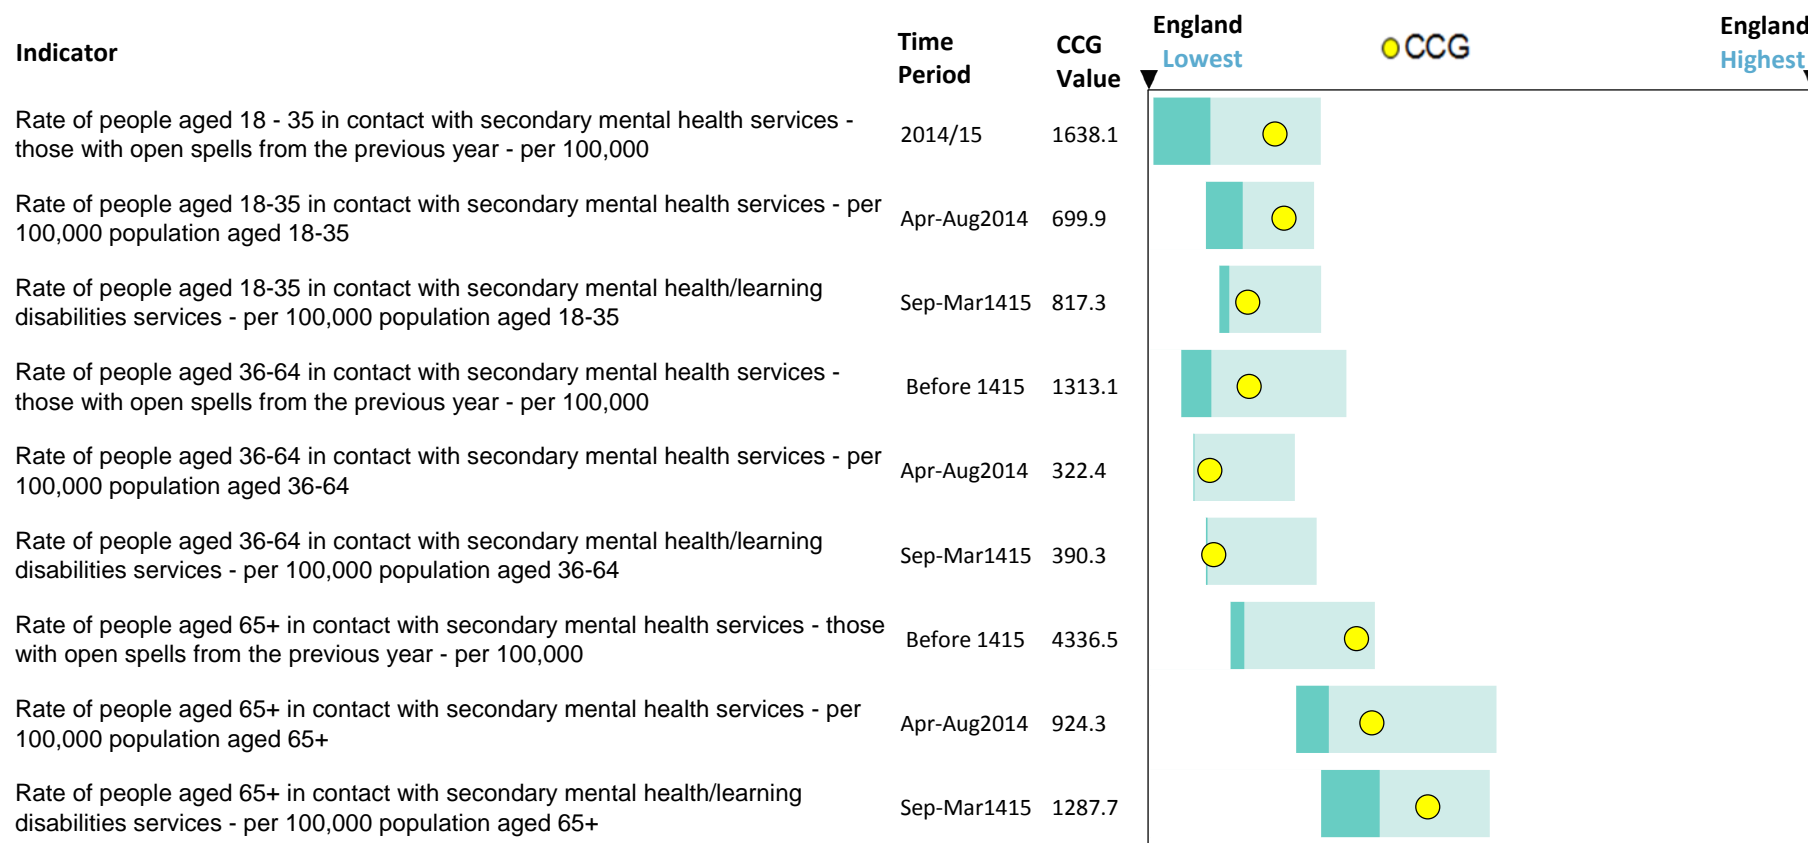 Indicator
Time
Period
CCG
Value
England
Lowest
CCG
England
Highest
Rate of people aged 18 - 35 in contact with secondary mental health services -
those with open spells from the previous year - per 100,000
2014/15
1638.1
Rate of people aged 18-35 in contact with secondary mental health services - per
100,000 population aged 18-35
Apr-Aug2014
699.9
Rate of people aged 18-35 in contact with secondary mental health/learning
disabilities services - per 100,000 population aged 18-35
Sep-Mar1415
817.3
Rate of people aged 36-64 in contact with secondary mental health services -
those with open spells from the previous year - per 100,000
Before 1415
1313.1
Rate of people aged 36-64 in contact with secondary mental health services - per
100,000 population aged 36-64
Apr-Aug2014
322.4
Rate of people aged 36-64 in contact with secondary mental health/learning
disabilities services - per 100,000 population aged 36-64
Sep-Mar1415
390.3
Rate of people aged 65+ in contact with secondary mental health services - those
with open spells from the previous year - per 100,000
Before 1415
4336.5
Rate of people aged 65+ in contact with secondary mental health services - per
100,000 population aged 65+
Apr-Aug2014
924.3
Rate of people aged 65+ in contact with secondary mental health/learning
disabilities services - per 100,000 population aged 65+
Sep-Mar1415
1287.7